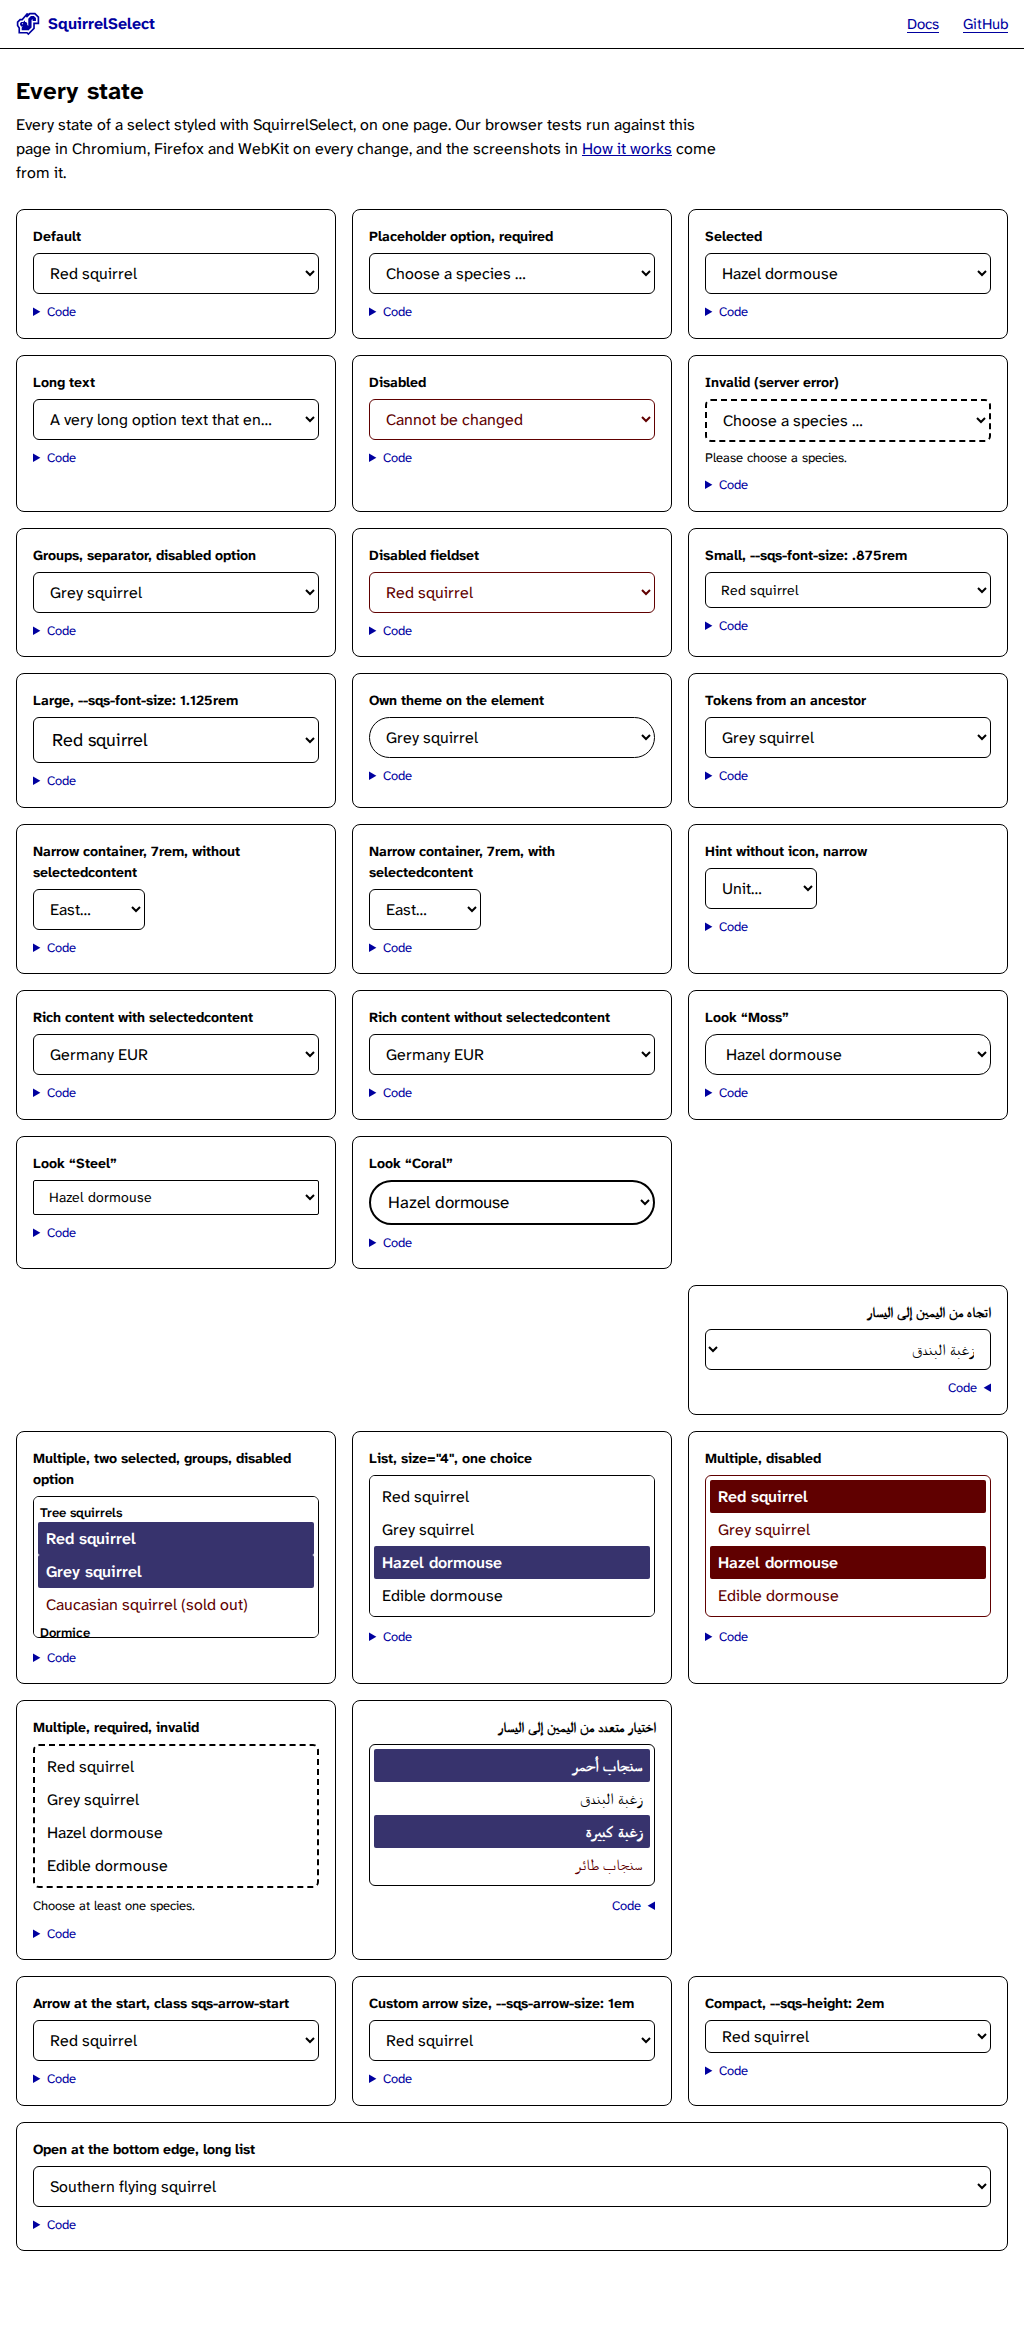 SquirrelSelect
Docs
GitHub
Every state
Every state of a select styled with SquirrelSelect, on one page. Our browser tests run against this
page in Chromium, Firefox and WebKit on every change, and the screenshots in How it works come
from it.
Default
Red squirrel
Code
Placeholder option, required
Choose a species ...
Code
Selected
Hazel dormouse
Code
Long text
A very long option text that en...
Code
Disabled
Cannot be changed
Code
Invalid (server error)
Choose a species ...
Please choose a species.
Code
Groups, separator, disabled option
Grey squirrel
Code
Disabled fieldset
Red squirrel
Code
Small, --sqs-font-size: .875rem
Red squirrel
Code
Large, --sqs-font-size: 1.125rem
Red squirrel
Code
Own theme on the element
Grey squirrel
Code
Tokens from an ancestor
Grey squirrel
Code
Narrow container, 7rem, without
selectedcontent
East...
Code
Narrow container, 7rem, with
selectedcontent
East...
Code
Hint without icon, narrow
Unit...
Code
Rich content with selectedcontent
Germany EUR
Code
Rich content without selectedcontent
Germany EUR
Code
Look “Moss”
Hazel dormouse
Code
Look “Steel”
Hazel dormouse
Code
Look “Coral”
Hazel dormouse
Code
اتجاه من اليمين إلى اليسار
زغبة البندق
Code
Multiple, two selected, groups, disabled
option
Tree squirrels
Red squirrel
Grey squirrel
Caucasian squirrel (sold out)
Dormice
Code
List, size="4", one choice
Red squirrel
Grey squirrel
Hazel dormouse
Edible dormouse
Code
Multiple, disabled
Red squirrel
Grey squirrel
Hazel dormouse
Edible dormouse
Code
Multiple, required, invalid
Red squirrel
Grey squirrel
Hazel dormouse
Edible dormouse
Choose at least one species.
Code
اختيار متعدد من اليمين إلى اليسار
سنجاب أحمر
زغبة البندق
زغبة كبيرة
سنجاب طائر
Code
Arrow at the start, class sqs-arrow-start
Red squirrel
Code
Custom arrow size, --sqs-arrow-size: 1em
Red squirrel
Code
Compact, --sqs-height: 2em
Red squirrel
Code
Open at the bottom edge, long list
Southern flying squirrel
Code